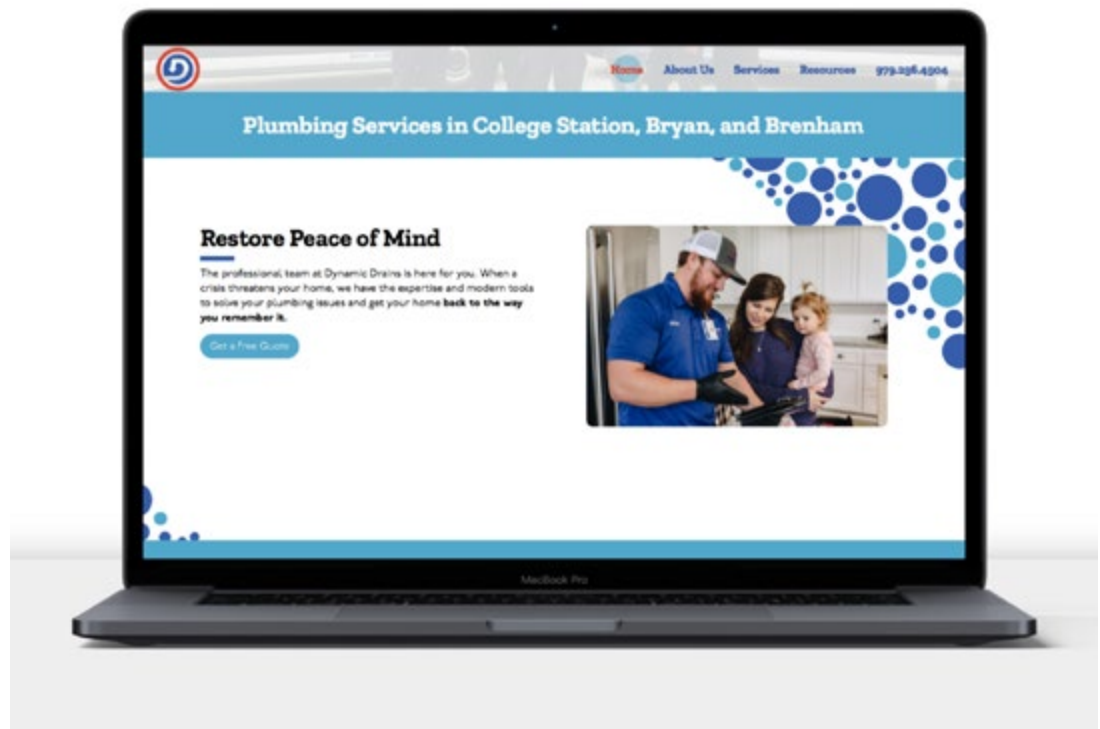 D
Home About Us Services Resources 979.256.4504
Plumbing Services in College Station, Bryan, and Brenham
Restore Peace of Mind
The professional team at Dynamic Drains is here for you. When a
crisis threatens your home, we have the expertise and modern tools
to solve your plumbing issues and get your home back to the way
you remember it.
Get a Free Quote
MacBook Pro